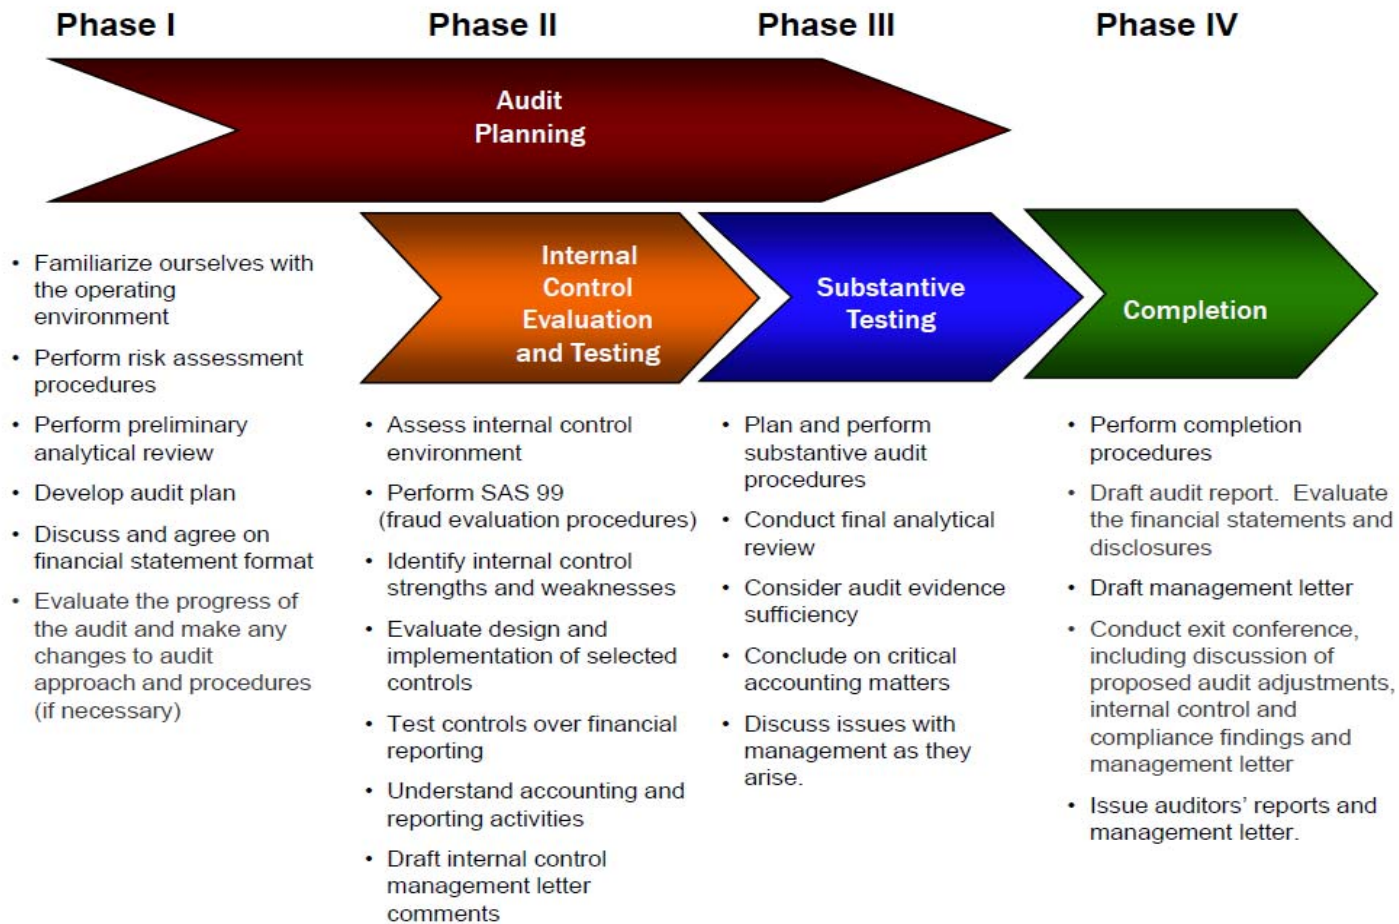 Phase I
Phase II
Phase III
Phase IV
Audit
Planning
Internal
Control
Evaluation
and Testing
Substantive
Testing
Completion
• Familiarize ourselves with
the operating
environment
• Perform risk assessment
procedures
• Perform preliminary
analytical review
• Develop audit plan
• Discuss and agree on
financial statement format
• Evaluate the progress of
the audit and make any
changes to audit
approach and procedures
(if necessary)
• Assess internal control
environment
• Perform SAS 99
(fraud evaluation procedures)
• Identify internal control
strengths and weaknesses
• Evaluate design and
implementation of selected
controls
• Test controls over financial
reporting
• Understand accounting and
reporting activities
• Draft internal control
management letter
comments
• Plan and perform
substantive audit
procedures
• Conduct final analytical
review
• Consider audit evidence
sufficiency
• Conclude on critical
accounting matters
• Discuss issues with
management as they
arise.
• Perform completion
procedures
• Draft audit report.  Evaluate
the financial statements and
disclosures
• Draft management letter
• Conduct exit conference,
including discussion of
proposed audit adjustments,
internal control and
compliance findings and
management letter
• Issue auditors’ reports and
management letter.